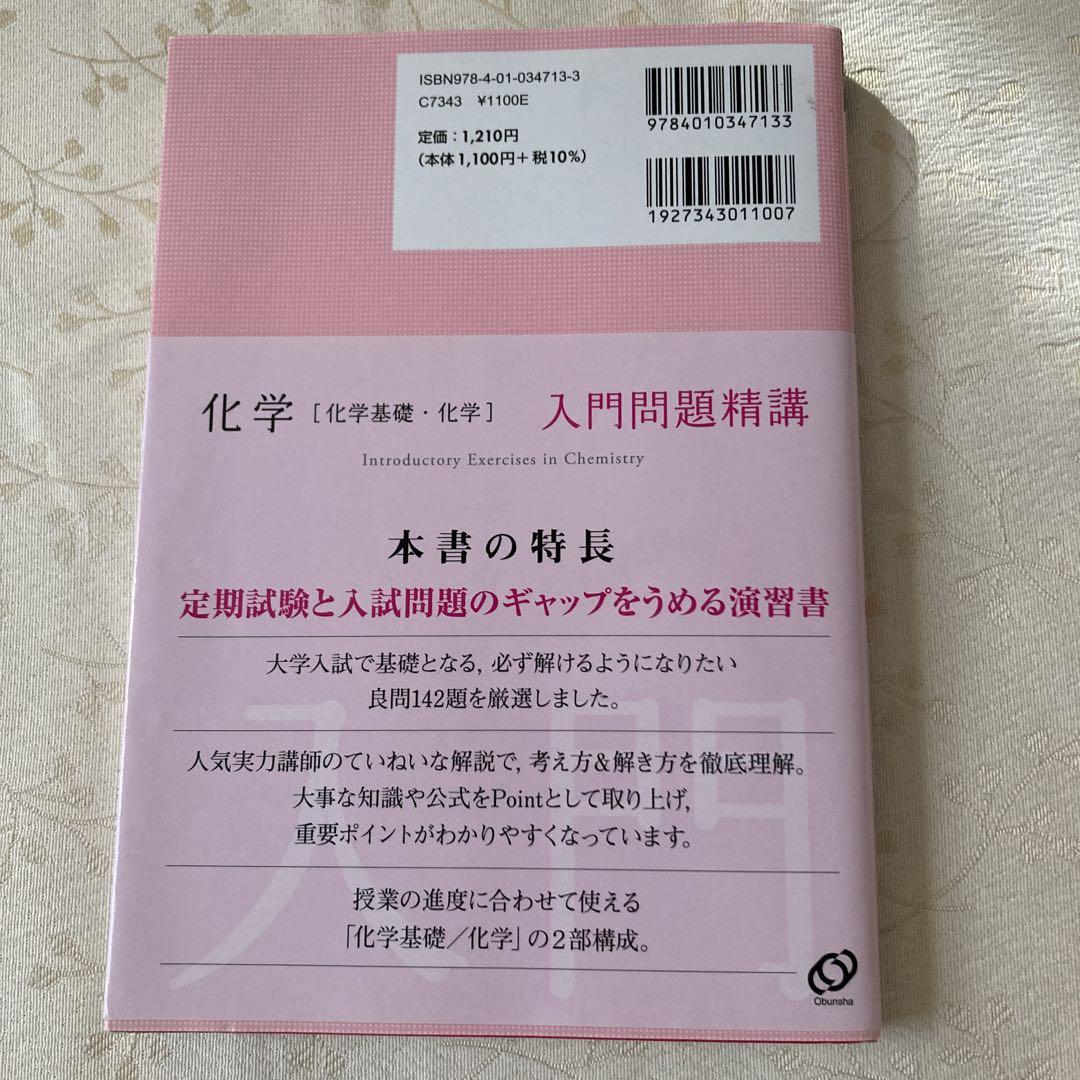 ISBN978-4-01-034713-3
C7343 ¥1100E
定価：1,210円
（本体1,100円＋税10%）
9784010347133
1927343011007
化学［化学基礎・化学］ 入門問題精講
Introductory Exercises in Chemistry
本書の特長
定期試験と入試問題のギャップをうめる演習書
大学入試で基礎となる，必ず解けるようになりたい
良問142題を厳選しました。
人気実力講師のていねいな解説で，考え方＆解き方を徹底理解。
大事な知識や公式をPointとして取り上げ，
重要ポイントがわかりやすくなっています。
授業の進度に合わせて使える
「化学基礎／化学」の2部構成。
入門
Obunsha